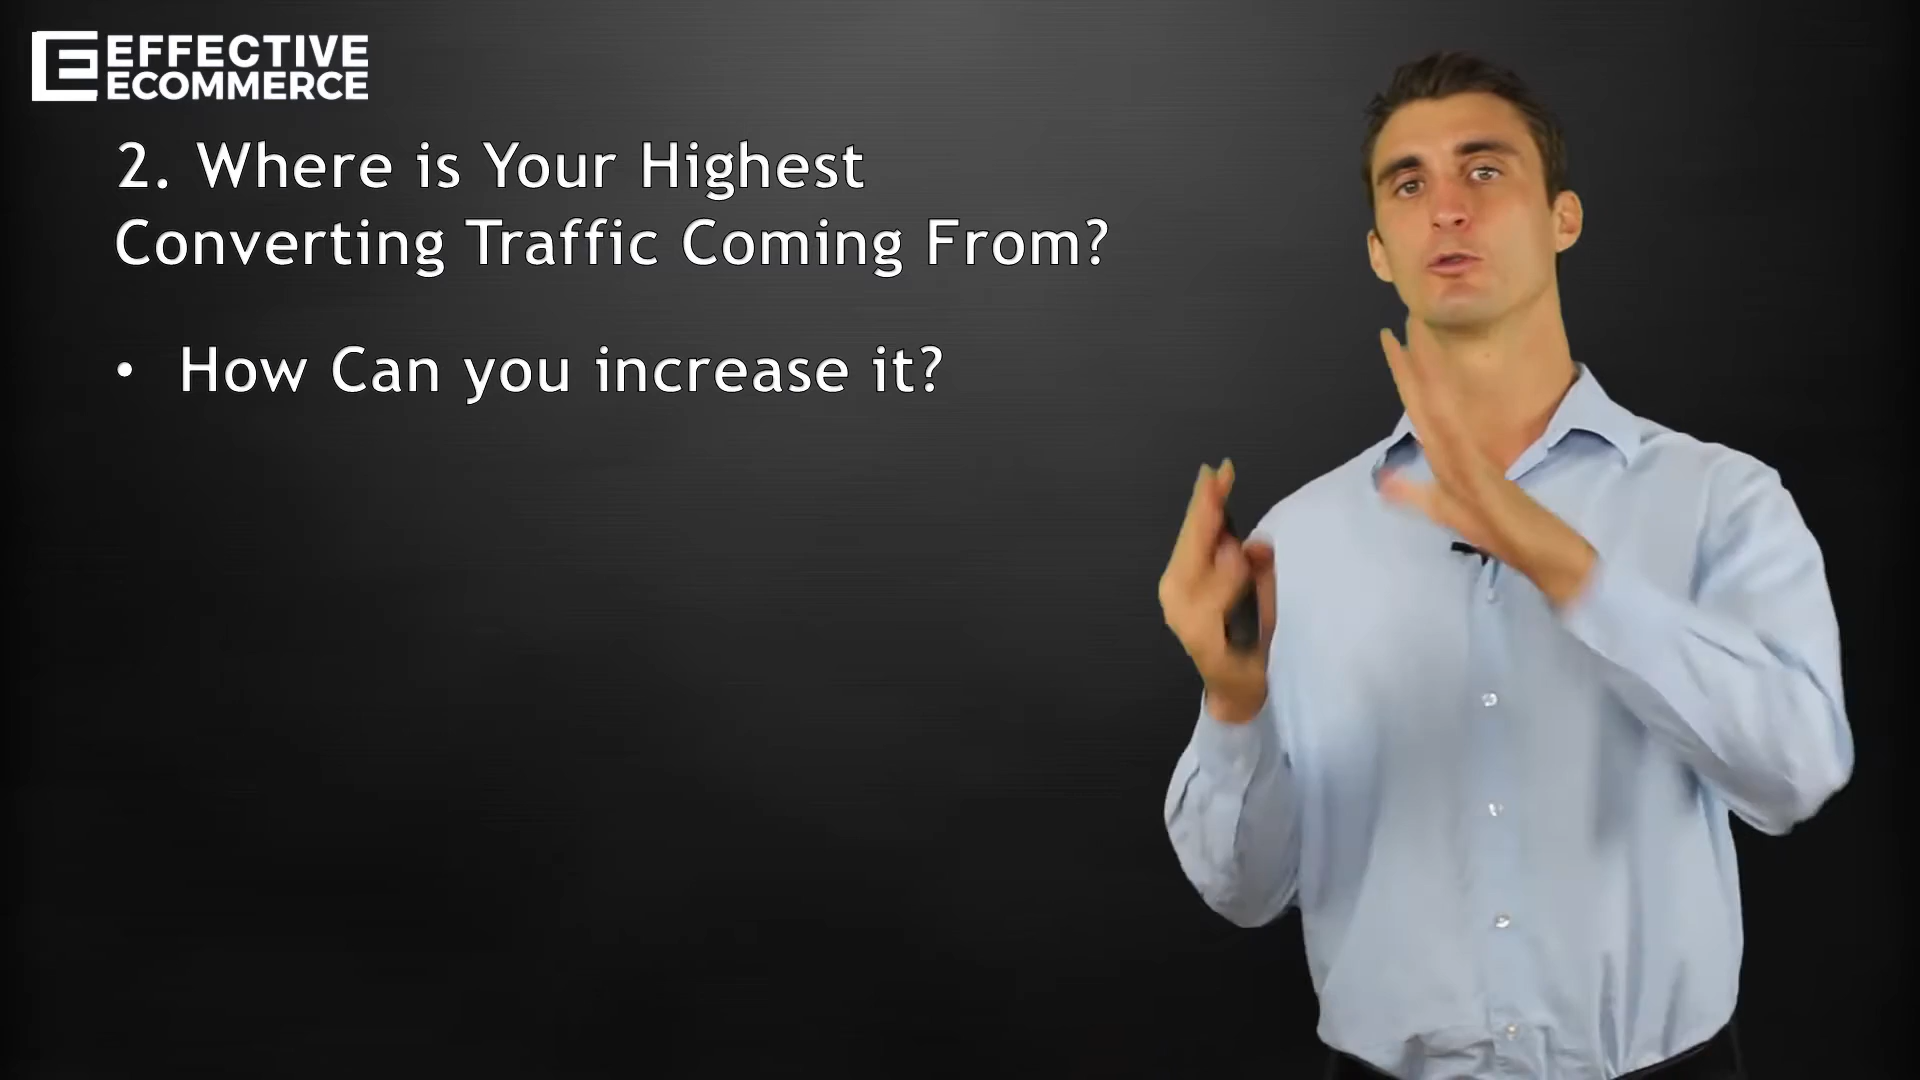 EFFECTIVE
ECOMMERCE
2. Where is Your Highest
Converting Traffic Coming From?
• How Can you increase it?